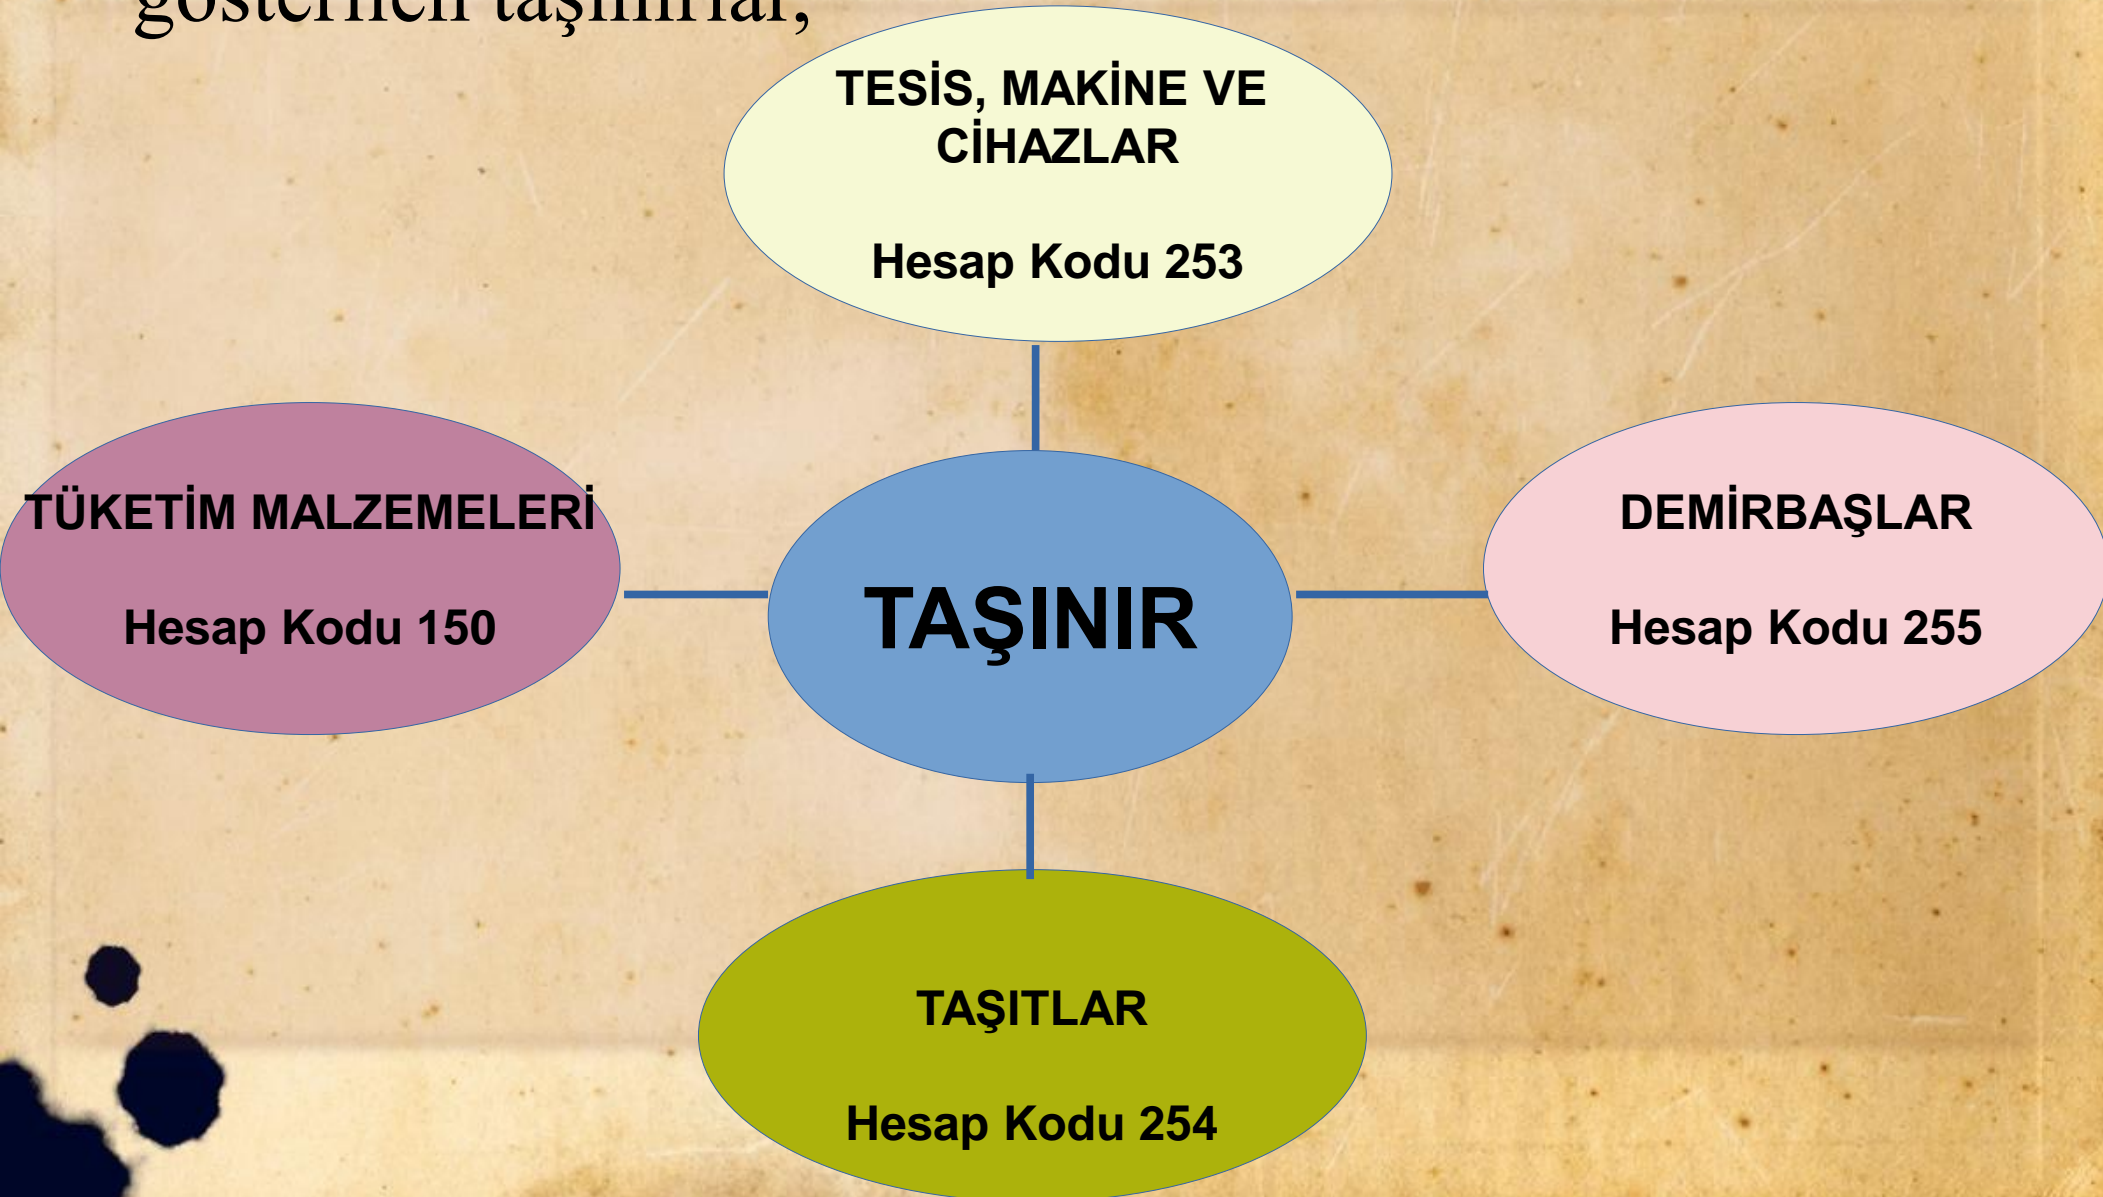 taşınırlar,
TESİS, MAKİNE VE
CİHAZLAR
Hesap Kodu 253
TÜKETİM MALZEMELERİ
Hesap Kodu 150
TAŞINIR
DEMİRBAŞLAR
Hesap Kodu 255
TAŞITLAR
Hesap Kodu 254